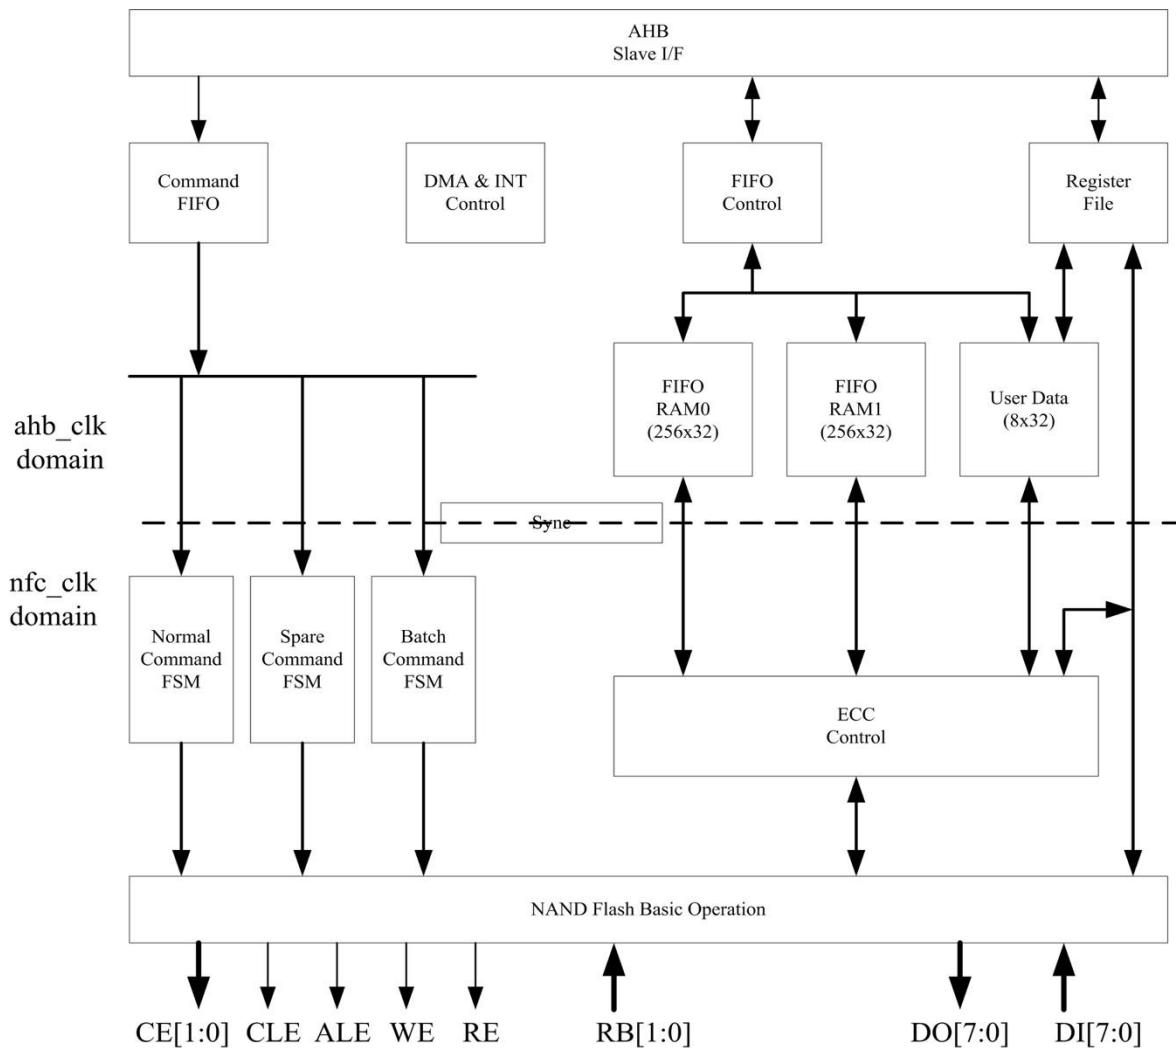 AHB
Slave I/F
Command
FIFO
DMA & INT
Control
FIFO
Control
Register
File
FIFO
RAM0
(256x32)
FIFO
RAM1
(256x32)
User Data
(8x32)
ahb_clk
domain
Sync
nfc_clk
domain
Normal
Command
FSM
Spare
Command
FSM
Batch
Command
FSM
ECC
Control
NAND Flash Basic Operation
CE[1:0] CLE ALE WE RE RB[1:0] DO[7:0] DI[7:0]